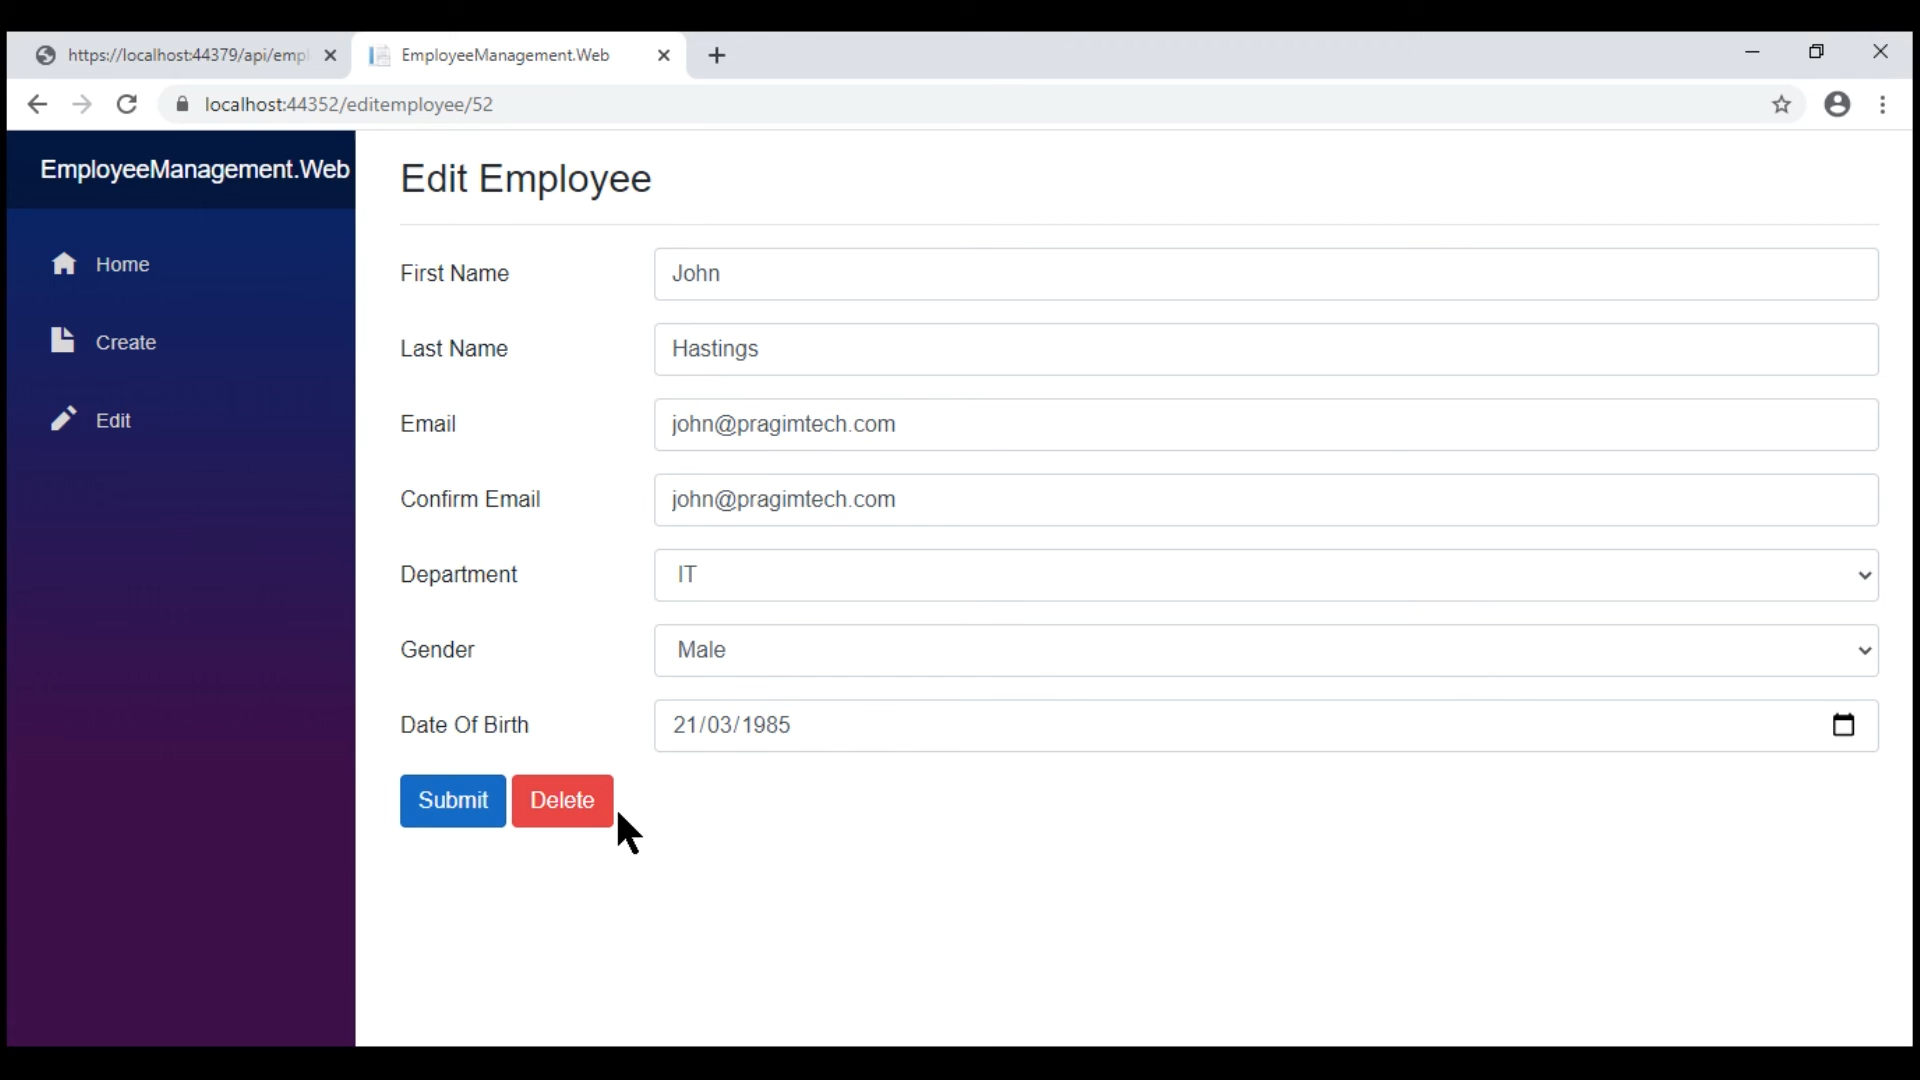 https://localhost:44379/api/empl
EmployeeManagement.Web
localhost:44352/editemployee/52
EmployeeManagement.Web
Home
Create
Edit
Edit Employee
First Name
John
Last Name
Hastings
Email
john@pragimtech.com
Confirm Email
john@pragimtech.com
Department
IT
Gender
Male
Date Of Birth
21/03/1985
Submit
Delete